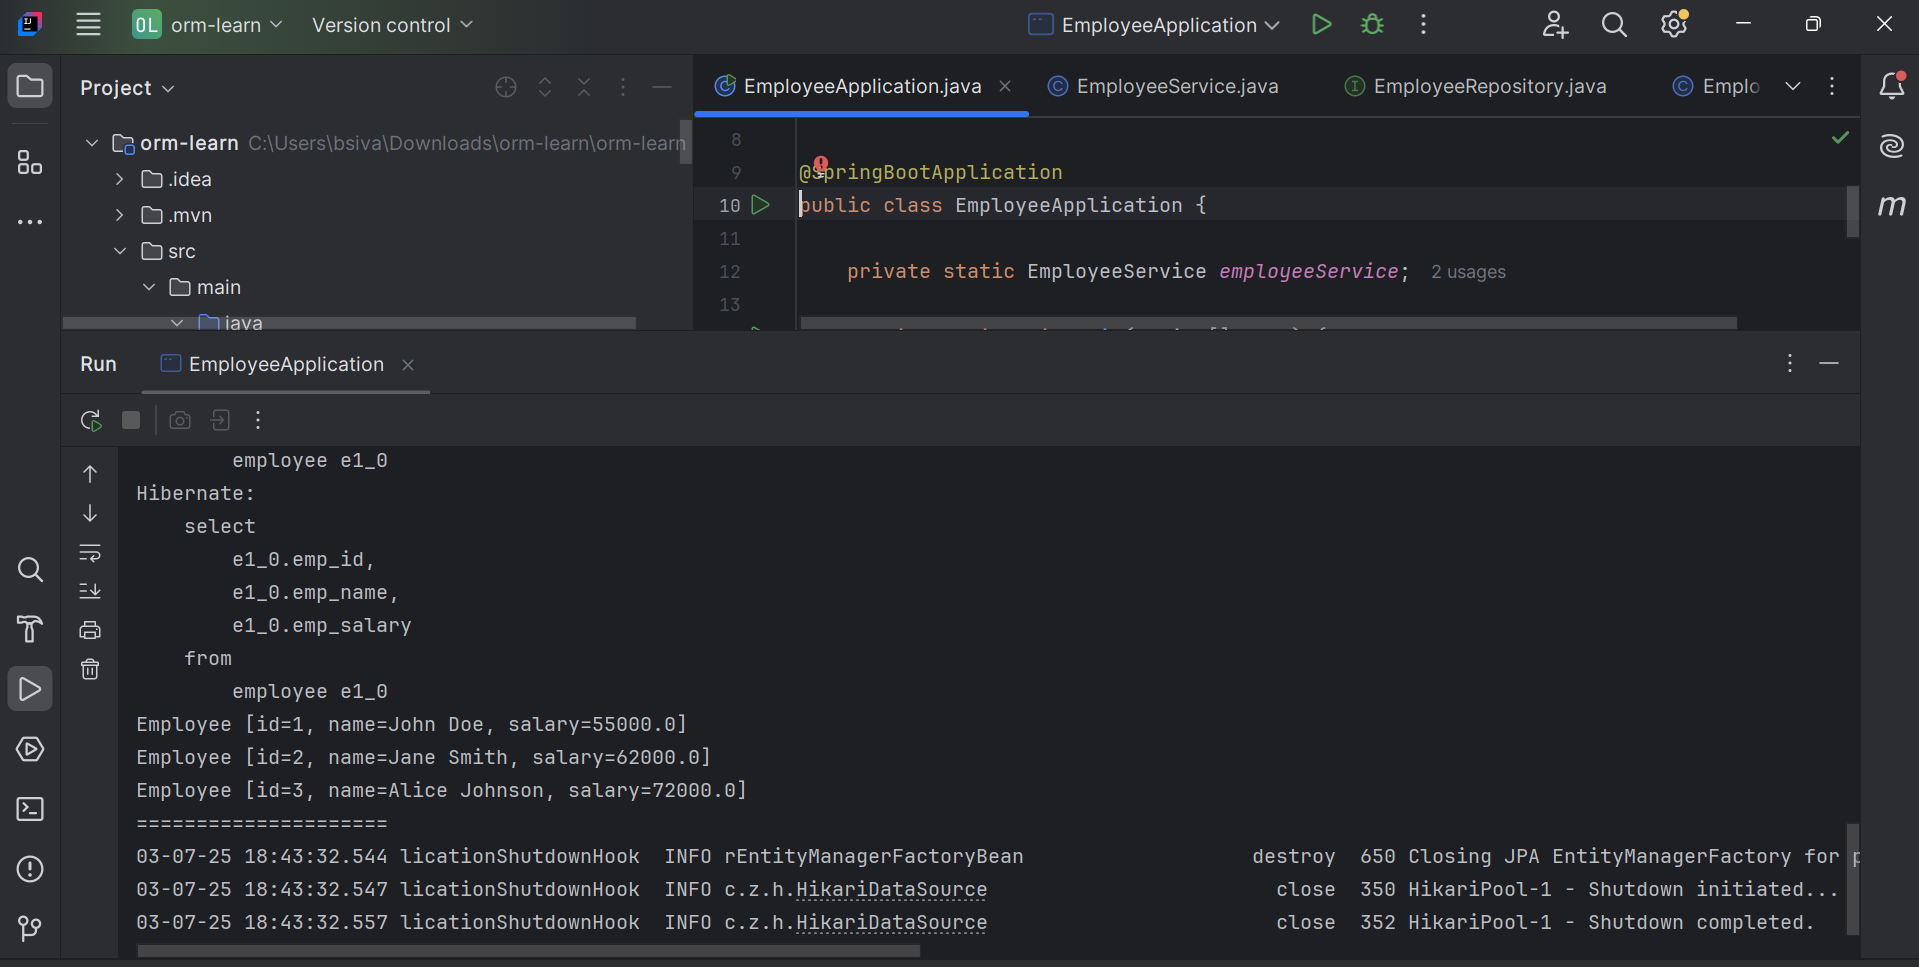 OL orm-learn Version control EmployeeApplication
Project
EmployeeApplication.java EmployeeService.java EmployeeRepository.java Emplo
orm-learn C:\Users\bsiva\Downloads\orm-learn\orm-learn
.idea
.mvn
src
main
java
8
9 @SpringBootApplication
10 public class EmployeeApplication {
11
12 private static EmployeeService employeeService; 2 usages
13
m
Run EmployeeApplication
employee e1_0
Hibernate:
select
e1_0.emp_id,
e1_0.emp_name,
e1_0.emp_salary
from
employee e1_0
Employee [id=1, name=John Doe, salary=55000.0]
Employee [id=2, name=Jane Smith, salary=62000.0]
Employee [id=3, name=Alice Johnson, salary=72000.0]
=====================
03-07-25 18:43:32.544 licationShutdownHook INFO rEntityManagerFactoryBean destroy 650 Closing JPA EntityManagerFactory for p
03-07-25 18:43:32.547 licationShutdownHook INFO c.z.h.HikariDataSource close 350 HikariPool-1 - Shutdown initiated...
03-07-25 18:43:32.557 licationShutdownHook INFO c.z.h.HikariDataSource close 352 HikariPool-1 - Shutdown completed.